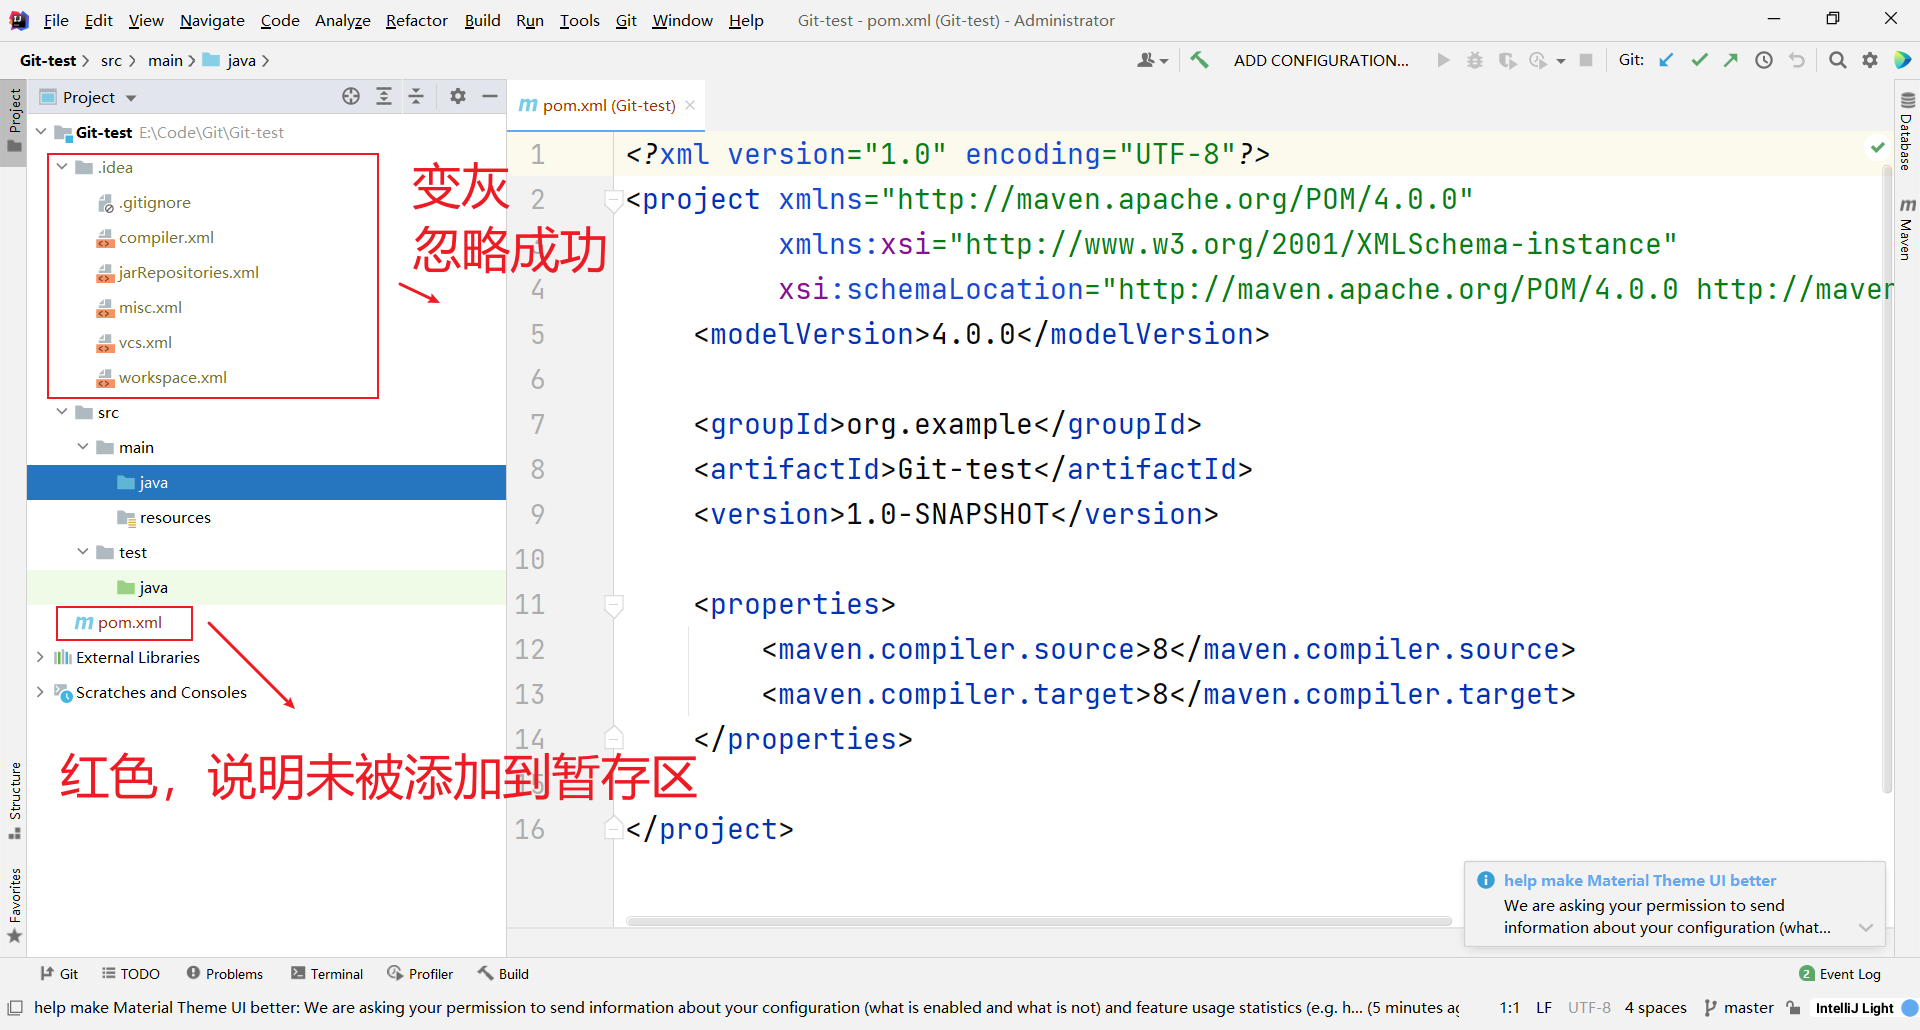 File Edit View Navigate Code Analyze Refactor Build Run Tools Git Window Help Git-test - pom.xml (Git-test) - Administrator
Git-test src main java ADD CONFIGURATION... Git:
Project
Project
Git-test E:\Code\Git\Git-test
.idea
.gitignore
compiler.xml
jarRepositories.xml
misc.xml
vcs.xml
workspace.xml
src
main
java
resources
test
java
pom.xml
External Libraries
Scratches and Consoles
Structure
Favorites
变灰
忽略成功
红色，说明未被添加到暂存区
pom.xml (Git-test)
1 <?xml version="1.0" encoding="UTF-8"?>
2 <project xmlns="http://maven.apache.org/POM/4.0.0"
xmlns:xsi="http://www.w3.org/2001/XMLSchema-instance"
4 xsi:schemaLocation="http://maven.apache.org/POM/4.0.0 http://maven
5 <modelVersion>4.0.0</modelVersion>
6
7 <groupId>org.example</groupId>
8 <artifactId>Git-test</artifactId>
9 <version>1.0-SNAPSHOT</version>
10
11 <properties>
12 <maven.compiler.source>8</maven.compiler.source>
13 <maven.compiler.target>8</maven.compiler.target>
14 </properties>
15
16 </project>
Database
Maven
help make Material Theme UI better
We are asking your permission to send
information about your configuration (what...
Git TODO Problems Terminal Profiler Build 2 Event Log
help make Material Theme UI better: We are asking your permission to send information about your configuration (what is enabled and what is not) and feature usage statistics (e.g. h... (5 minutes ag 1:1 LF UTF-8 4 spaces master IntelliJ Light